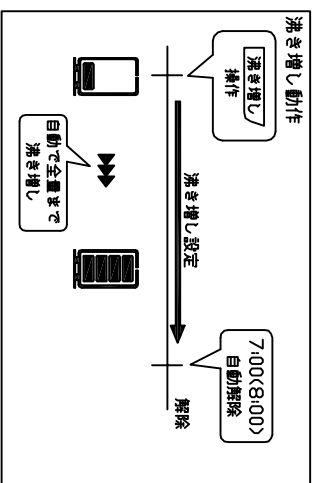 沸き増し動作
沸き増し
操作
沸き増し設定
7:00(8:00)
自動解除
解除
自動で全量まで
沸き増し